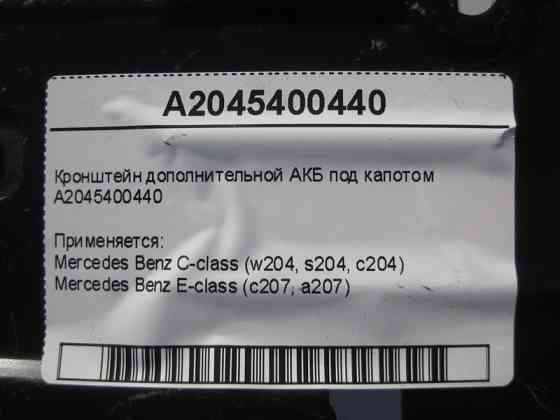 A2045400440
Кронштейн дополнительной АКБ под капотом
A2045400440
Применяется:
Mercedes Benz C-class (w204, s204, c204)
Mercedes Benz E-class (c207, a207)